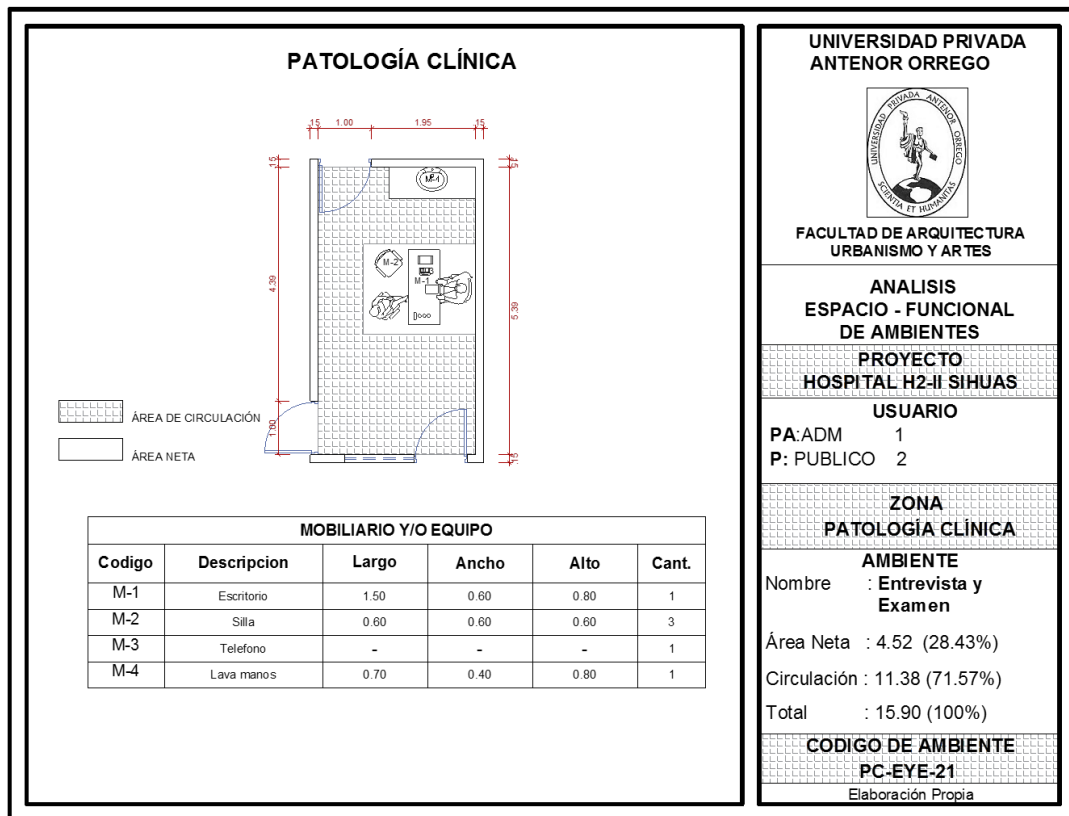 PATOLOGÍA CLÍNICA
.15 1.00 1.95 .15
.15
.15
M-1
M-2
M-1
4.39
5.39
1.00
.15
ÁREA DE CIRCULACIÓN
ÁREA NETA
MOBILIARIO Y/O EQUIPO
Codigo Descripcion Largo Ancho Alto Cant.
M-1 Escritorio 1.50 0.60 0.80 1
M-2 Silla 0.60 0.60 0.60 3
M-3 Telefono - - - 1
M-4 Lava manos 0.70 0.40 0.80 1
UNIVERSIDAD PRIVADA
ANTENOR ORREGO
UNIVERSIDAD PRIVADA ANTENOR ORREGO
SCIENTIA ET HUMANITAS
FACULTAD DE ARQUITECTURA
URBANISMO Y ARTES
ANALISIS
ESPACIO - FUNCIONAL
DE AMBIENTES
PROYECTO
HOSPITAL H2-II SIHUAS
USUARIO
PA:ADM 1
P: PUBLICO 2
ZONA
PATOLOGÍA CLÍNICA
AMBIENTE
Nombre : Entrevista y
Examen
Área Neta : 4.52 (28.43%)
Circulación : 11.38 (71.57%)
Total : 15.90 (100%)
CODIGO DE AMBIENTE
PC-EYE-21
Elaboración Propia